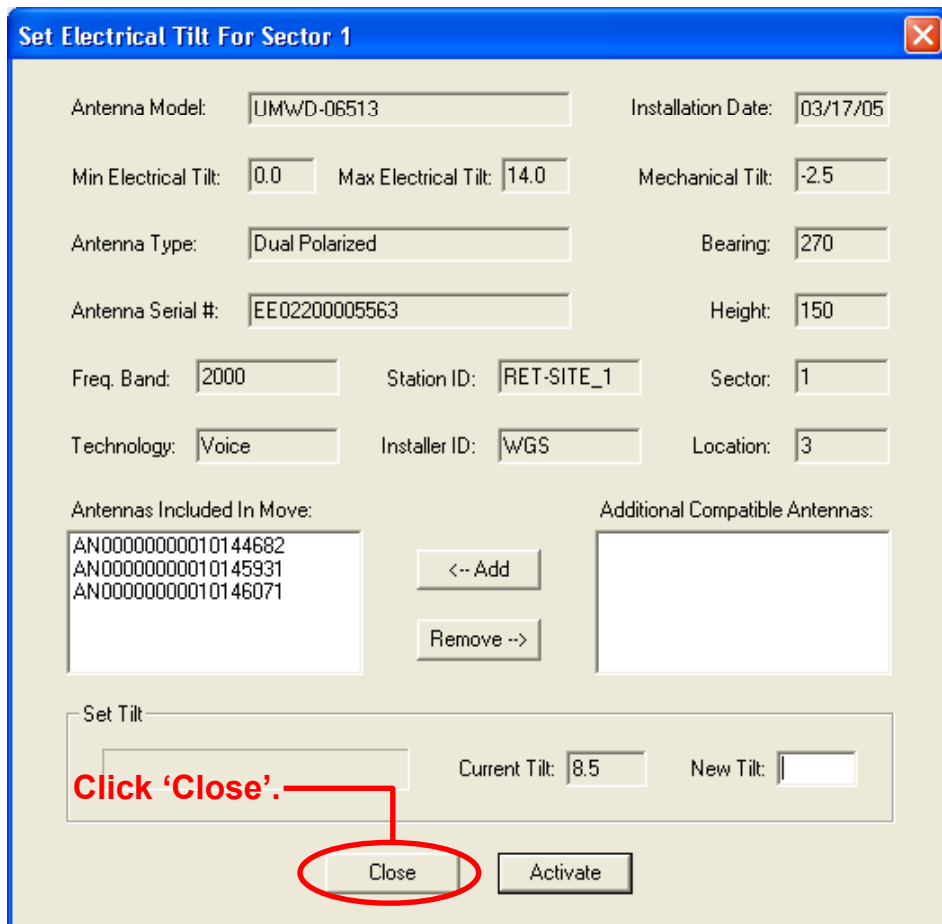 Set Electrical Tilt For Sector 1
Antenna Model: UMWD-06513 Installation Date: 03/17/05
Min Electrical Tilt: 0.0 Max Electrical Tilt: 14.0 Mechanical Tilt: -2.5
Antenna Type: Dual Polarized Bearing: 270
Antenna Serial #: EE02200005563 Height: 150
Freq. Band: 2000 Station ID: RET-SITE_1 Sector: 1
Technology: Voice Installer ID: WGS Location: 3
Antennas Included In Move: Additional Compatible Antennas:
AN00000000010144682
AN00000000010145931
AN00000000010146071
<-- Add
Remove -->
Set Tilt
Current Tilt: 8.5 New Tilt:
Click ‘Close’.
Close Activate